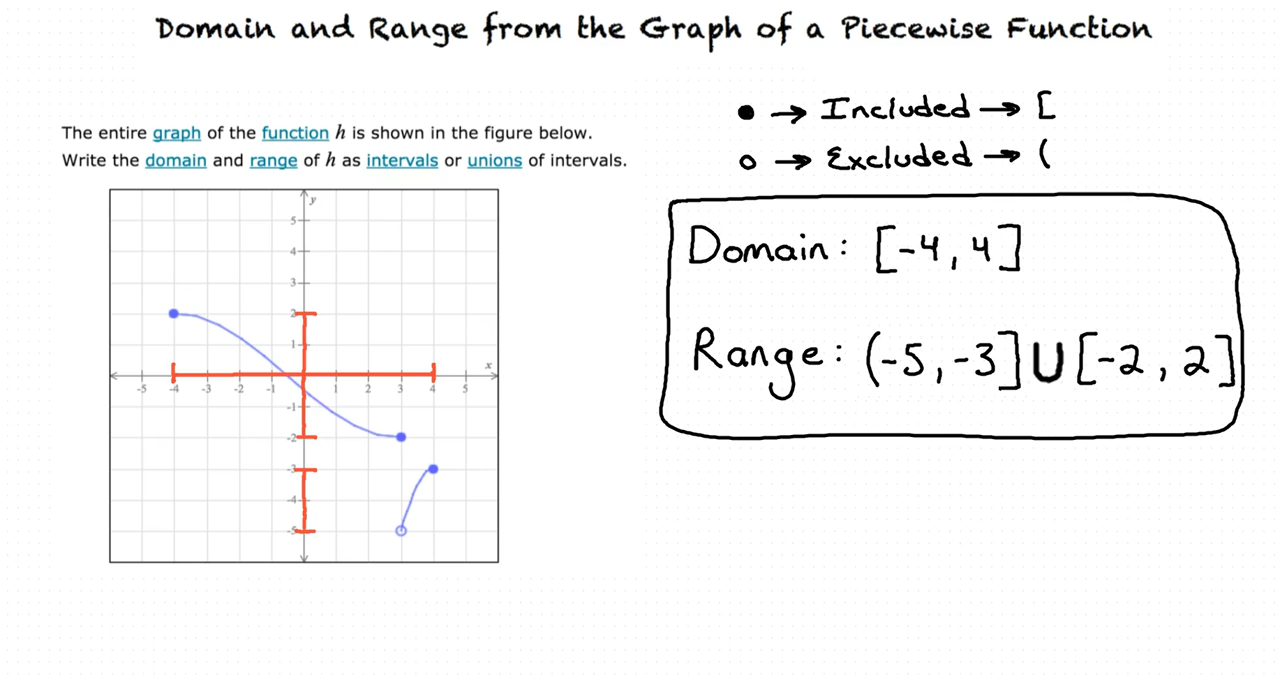 Domain and Range from the Graph of a Piecewise Function
The entire graph of the function h is shown in the figure below.
Write the domain and range of h as intervals or unions of intervals.
● → Included → [
○ → Excluded → (
Domain: [-4, 4]
Range: (-5, -3] ∪ [-2, 2]
y
5
4
3
2
1
x
-5 -4 -3 -2 -1 1 2 3 4 5
-1
-2
-3
-4
-5